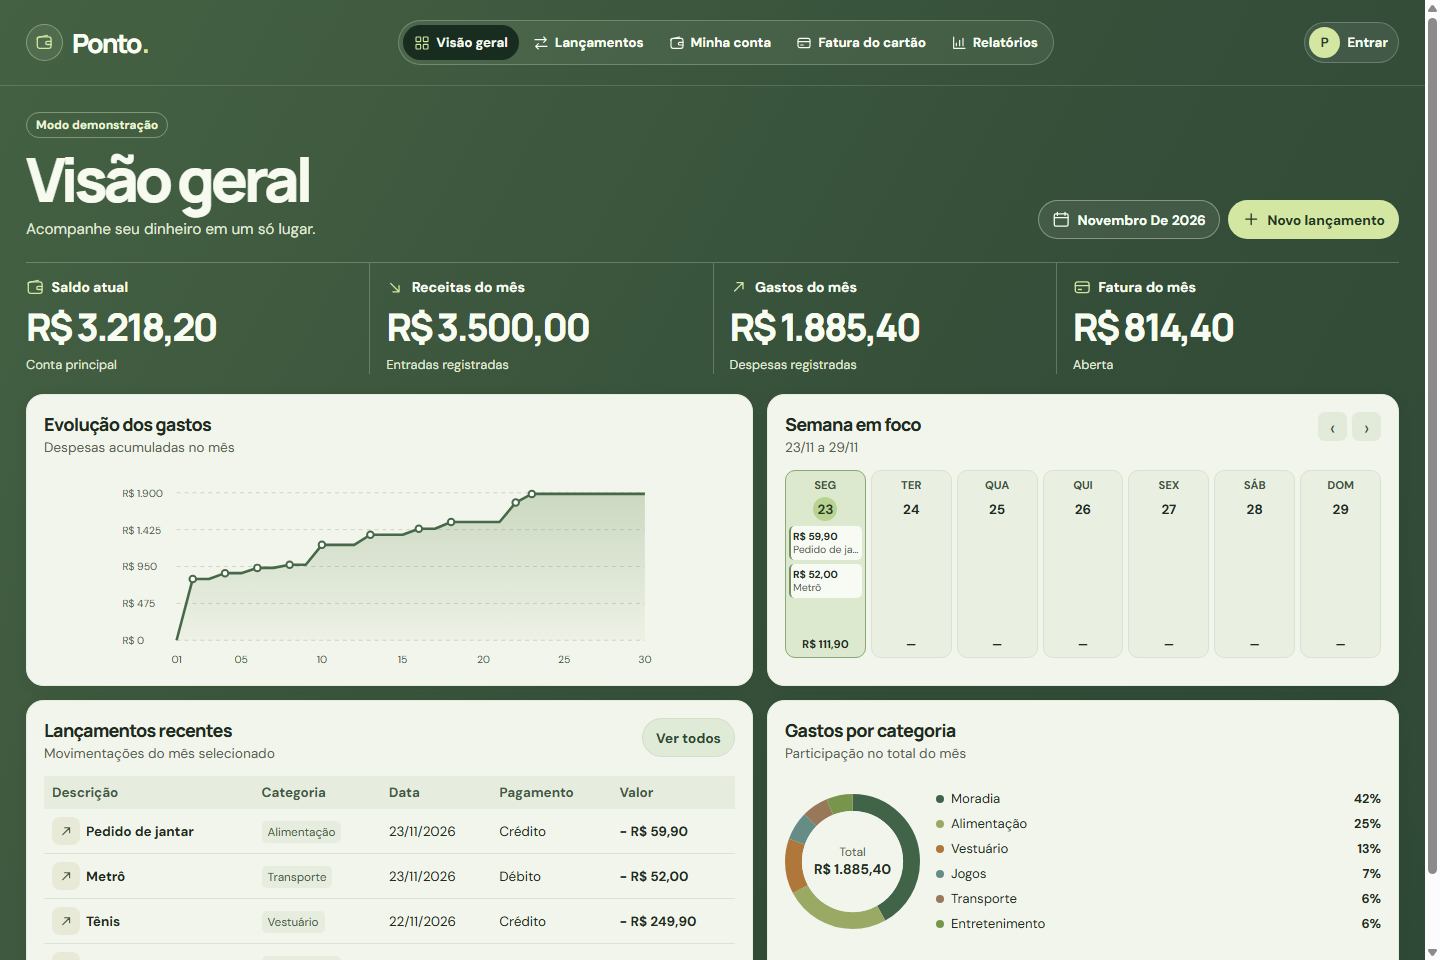 Ponto.
Visão geral
Lançamentos
Minha conta
Fatura do cartão
Relatórios
P
Entrar
Modo demonstração
Visão geral
Acompanhe seu dinheiro em um só lugar.
Novembro De 2026
Novo lançamento
Saldo atual
R$ 3.218,20
Conta principal
Receitas do mês
R$ 3.500,00
Entradas registradas
Gastos do mês
R$ 1.885,40
Despesas registradas
Fatura do mês
R$ 814,40
Aberta
Evolução dos gastos
Despesas acumuladas no mês
R$ 1.900
R$ 1.425
R$ 950
R$ 475
R$ 0
01 05 10 15 20 25 30
Semana em foco
23/11 a 29/11
‹ ›
SEG TER QUA QUI SEX SÁB DOM
23 24 25 26 27 28 29
R$ 59,90
Pedido de ja...
R$ 52,00
Metrô
R$ 111,90 – – – – – –
Lançamentos recentes
Movimentações do mês selecionado
Ver todos
Descrição Categoria Data Pagamento Valor
Pedido de jantar Alimentação 23/11/2026 Crédito - R$ 59,90
Metrô Transporte 23/11/2026 Débito - R$ 52,00
Tênis Vestuário 22/11/2026 Crédito - R$ 249,90
Gastos por categoria
Participação no total do mês
Total
R$ 1.885,40
Moradia 42%
Alimentação 25%
Vestuário 13%
Jogos 7%
Transporte 6%
Entretenimento 6%